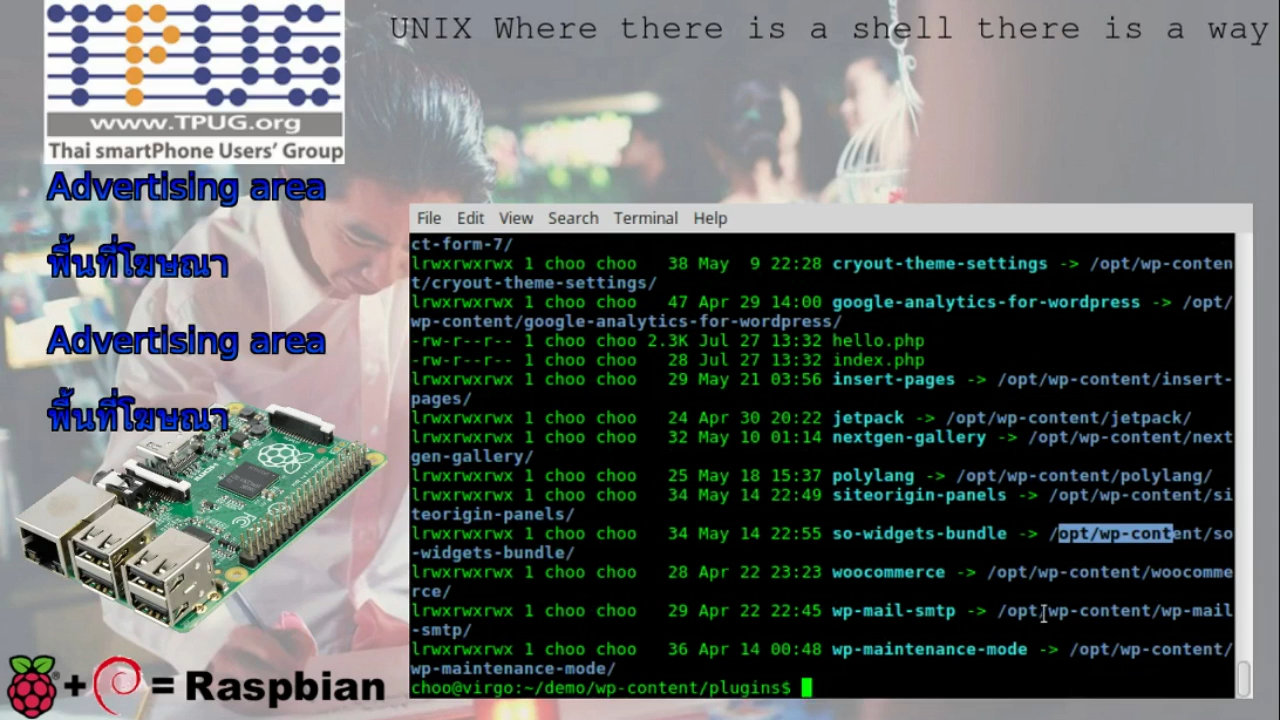 UNIX Where there is a shell there is a way
www.TPUG.org
Thai smartPhone Users' Group
Advertising area
พื้นที่โฆษณา
Advertising area
พื้นที่โฆษณา
+ = Raspbian
File Edit View Search Terminal Help
ct-form-7/
lrwxrwxrwx 1 choo choo 38 May 9 22:28 cryout-theme-settings -> /opt/wp-conten
t/cryout-theme-settings/
lrwxrwxrwx 1 choo choo 47 Apr 29 14:00 google-analytics-for-wordpress -> /opt/
wp-content/google-analytics-for-wordpress/
-rw-r--r-- 1 choo choo 2.3K Jul 27 13:32 hello.php
-rw-r--r-- 1 choo choo 28 Jul 27 13:32 index.php
lrwxrwxrwx 1 choo choo 29 May 21 03:56 insert-pages -> /opt/wp-content/insert-
pages/
lrwxrwxrwx 1 choo choo 24 Apr 30 20:22 jetpack -> /opt/wp-content/jetpack/
lrwxrwxrwx 1 choo choo 32 May 10 01:14 nextgen-gallery -> /opt/wp-content/next
gen-gallery/
lrwxrwxrwx 1 choo choo 25 May 18 15:37 polylang -> /opt/wp-content/polylang/
lrwxrwxrwx 1 choo choo 34 May 14 22:49 siteorigin-panels -> /opt/wp-content/si
teorigin-panels/
lrwxrwxrwx 1 choo choo 34 May 14 22:55 so-widgets-bundle -> /opt/wp-content/so
-widgets-bundle/
lrwxrwxrwx 1 choo choo 28 Apr 22 23:23 woocommerce -> /opt/wp-content/woocomme
rce/
lrwxrwxrwx 1 choo choo 29 Apr 22 22:45 wp-mail-smtp -> /opt/wp-content/wp-mail
-smtp/
lrwxrwxrwx 1 choo choo 36 Apr 14 00:48 wp-maintenance-mode -> /opt/wp-content/
wp-maintenance-mode/
choo@virgo:~/demo/wp-content/plugins$